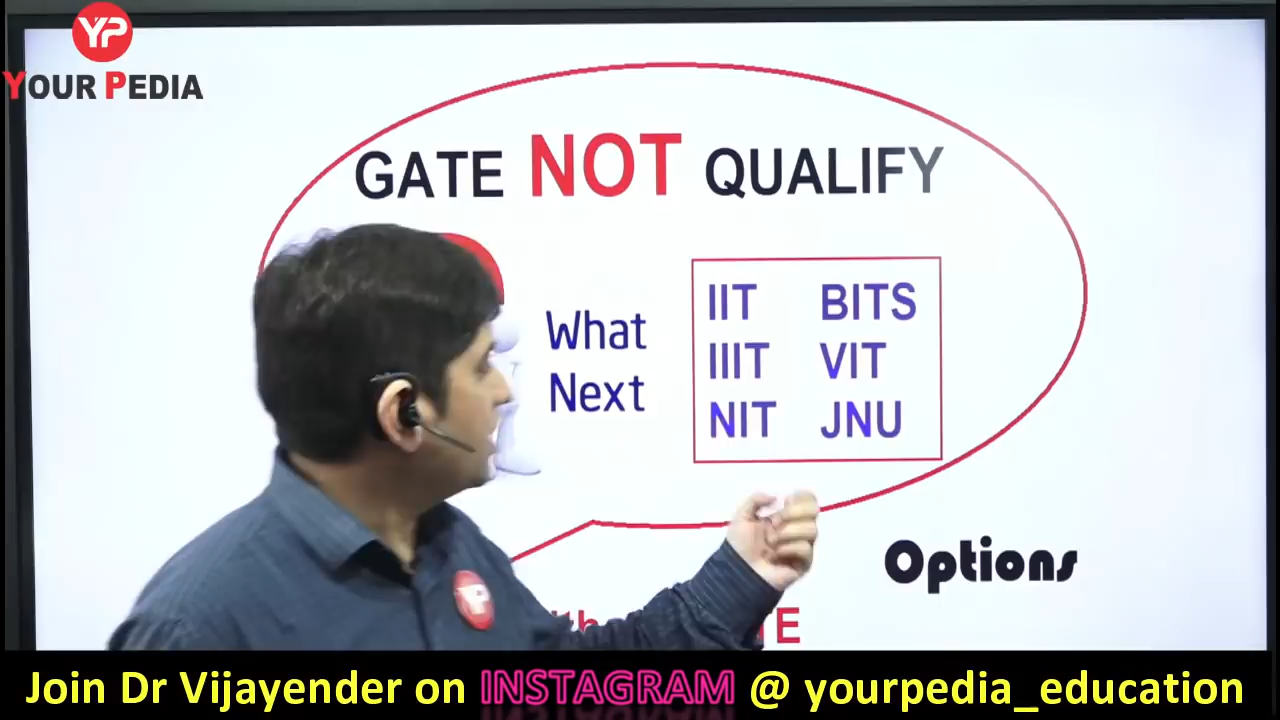 YP
YOUR PEDIA
GATE NOT QUALIFY
What
Next
IIT BITS
IIIT VIT
NIT JNU
Options
YP
Join Dr Vijayender on INSTAGRAM @ yourpedia_education